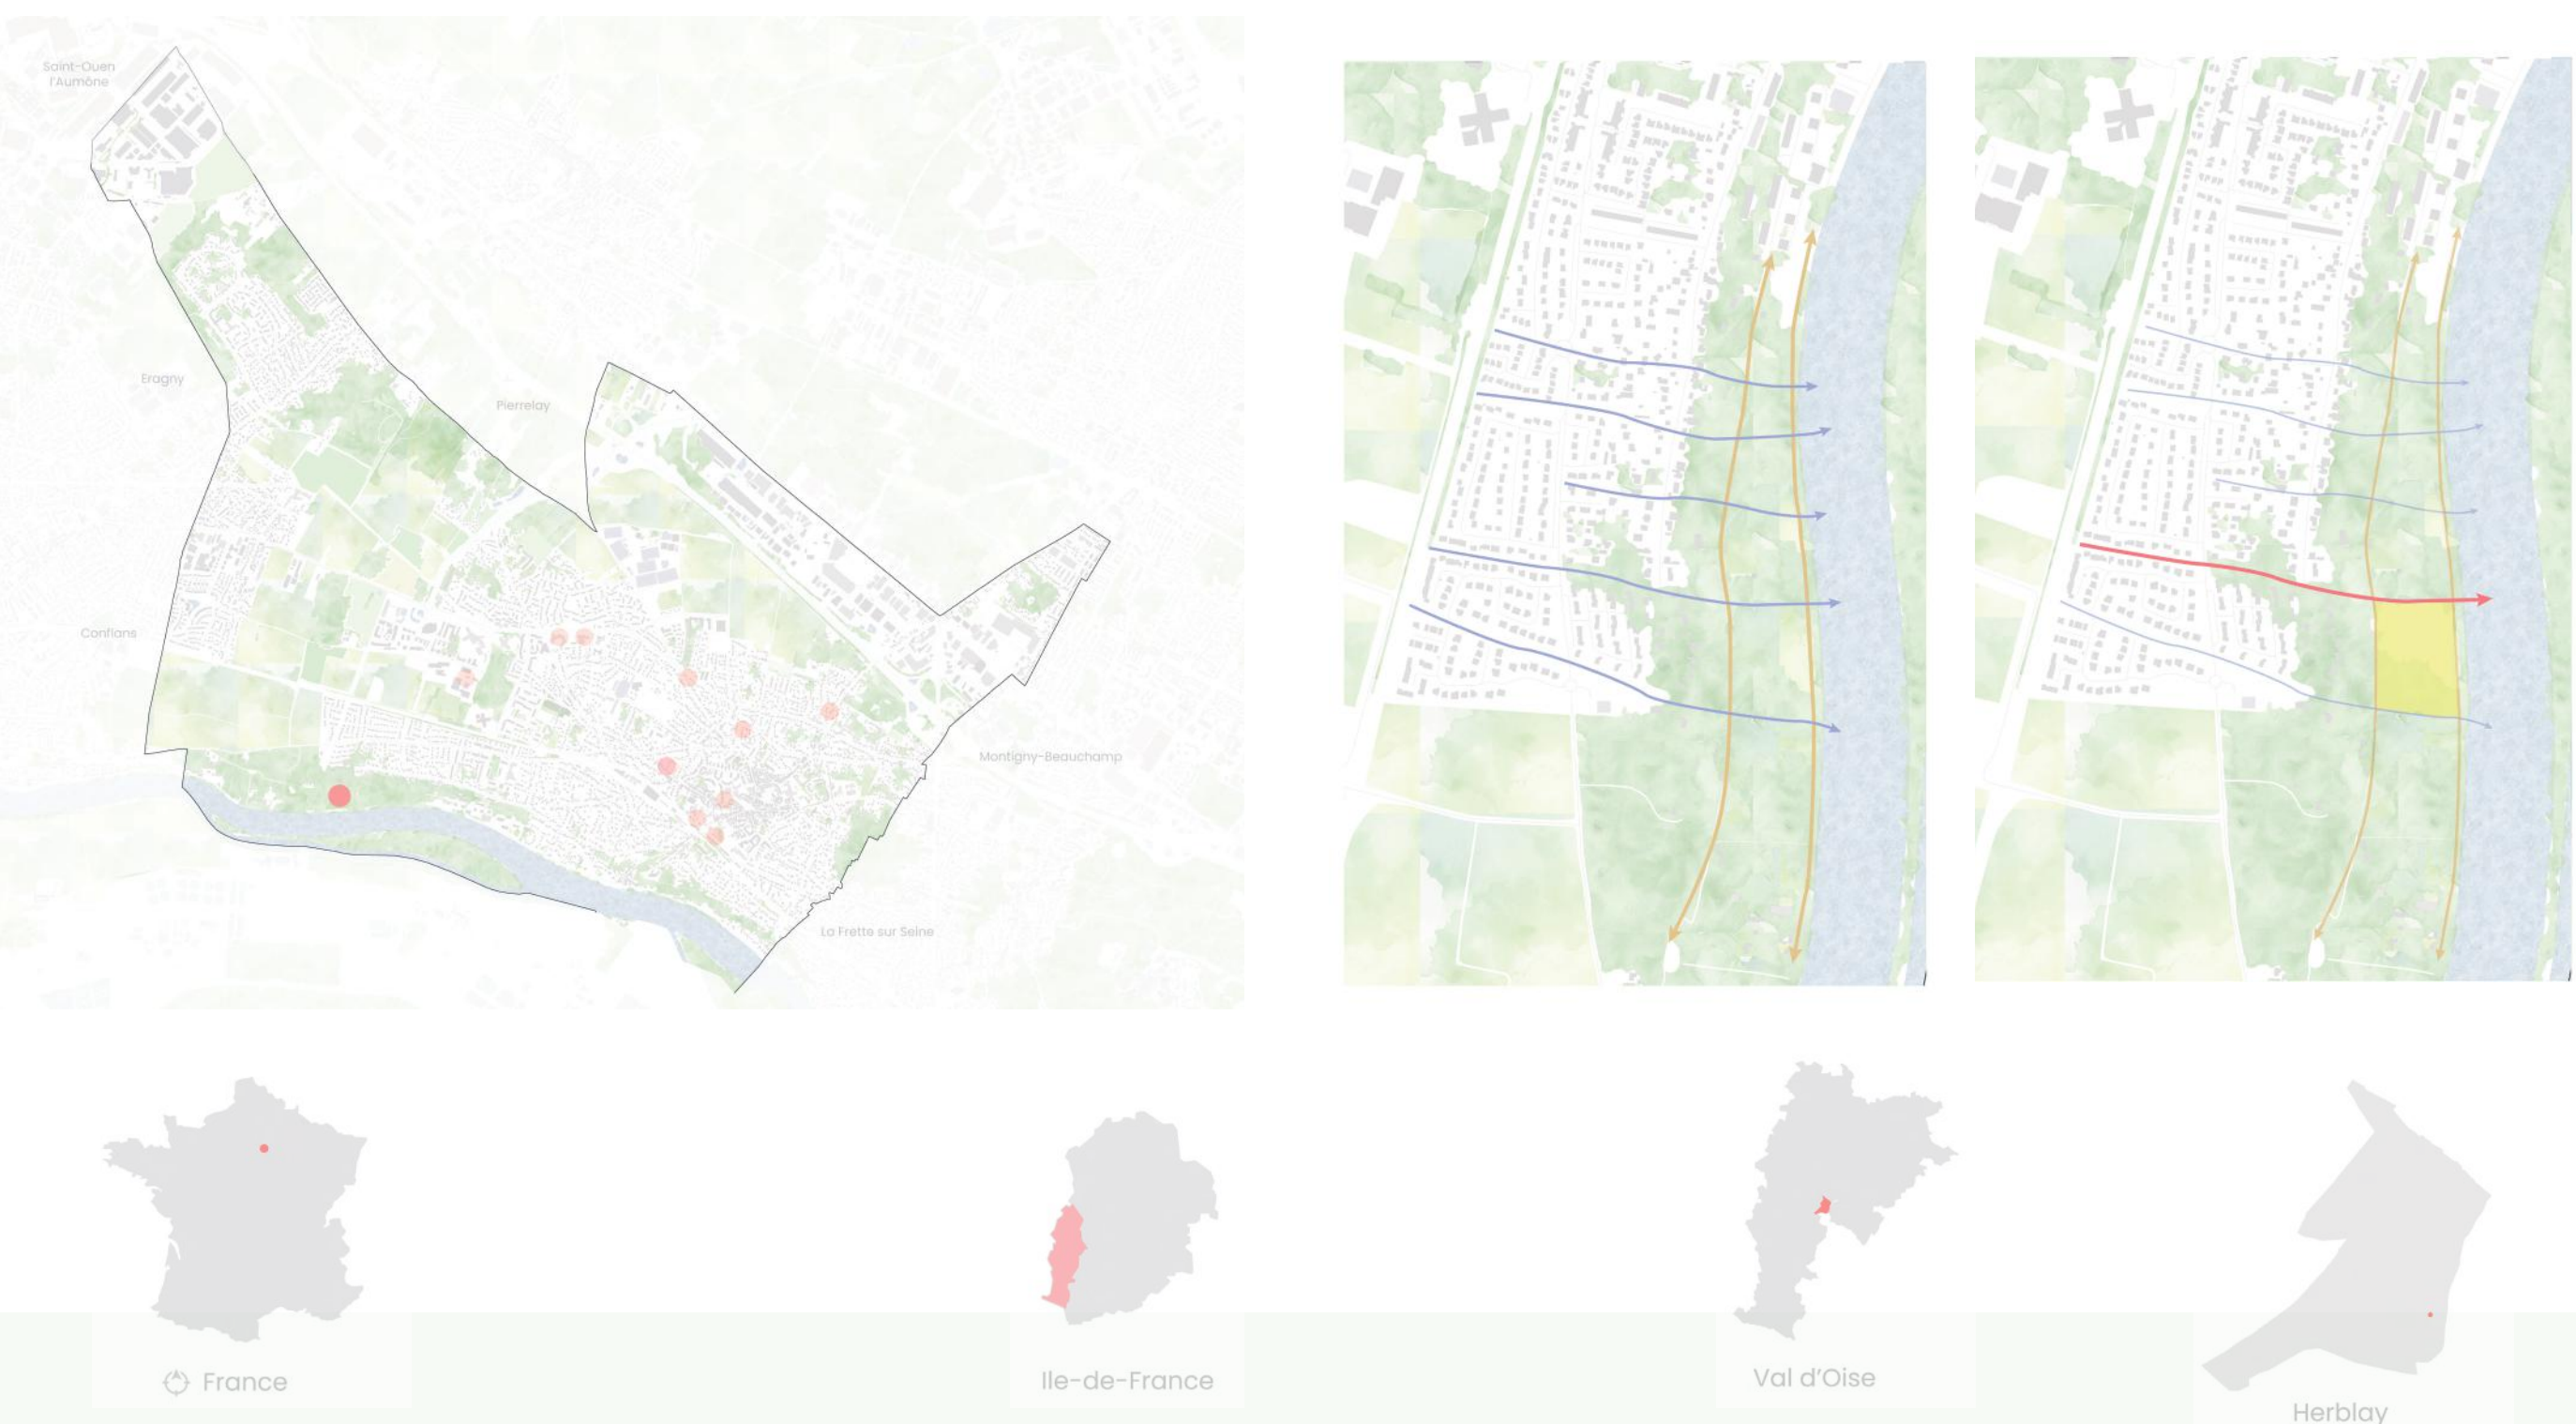 Saint-Ouen
l'Aumône
Eragny
Pierrelay
Conflans
Montigny-Beauchamp
La Frette sur Seine
France
Ile-de-France
Val d'Oise
Herblay